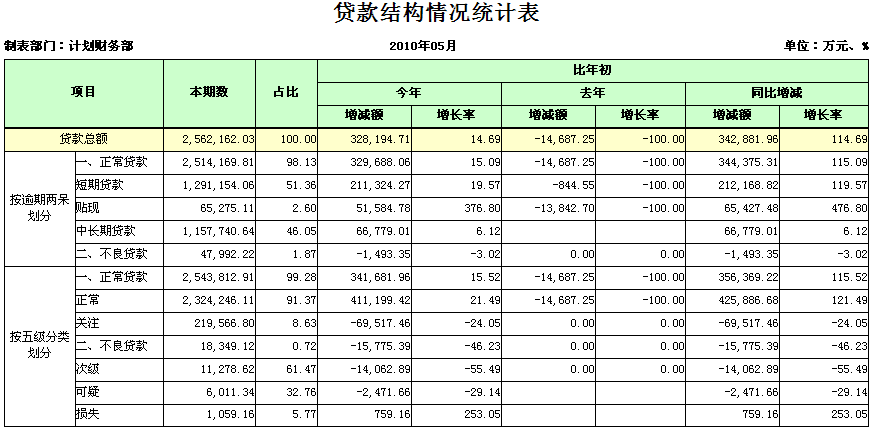 贷款结构情况统计表
制表部门：计划财务部 2010年05月 单位：万元、%
项目 本期数 占比 比年初
今年 去年 同比增减
增减额 增长率 增减额 增长率 增减额 增长率
贷款总额 2,562,162.03 100.00 328,194.71 14.69 -14,687.25 -100.00 342,881.96 114.69
按逾期两呆划分
一、正常贷款 2,514,169.81 98.13 329,688.06 15.09 -14,687.25 -100.00 344,375.31 115.09
短期贷款 1,291,154.06 51.36 211,324.27 19.57 -844.55 -100.00 212,168.82 119.57
贴现 65,275.11 2.60 51,584.78 376.80 -13,842.70 -100.00 65,427.48 476.80
中长期贷款 1,157,740.64 46.05 66,779.01 6.12 66,779.01 6.12
二、不良贷款 47,992.22 1.87 -1,493.35 -3.02 0.00 0.00 -1,493.35 -3.02
按五级分类划分
一、正常贷款 2,543,812.91 99.28 341,681.96 15.52 -14,687.25 -100.00 356,369.22 115.52
正常 2,324,246.11 91.37 411,199.42 21.49 -14,687.25 -100.00 425,886.68 121.49
关注 219,566.80 8.63 -69,517.46 -24.05 0.00 0.00 -69,517.46 -24.05
二、不良贷款 18,349.12 0.72 -15,775.39 -46.23 0.00 0.00 -15,775.39 -46.23
次级 11,278.62 61.47 -14,062.89 -55.49 0.00 0.00 -14,062.89 -55.49
可疑 6,011.34 32.76 -2,471.66 -29.14 -2,471.66 -29.14
损失 1,059.16 5.77 759.16 253.05 759.16 253.05